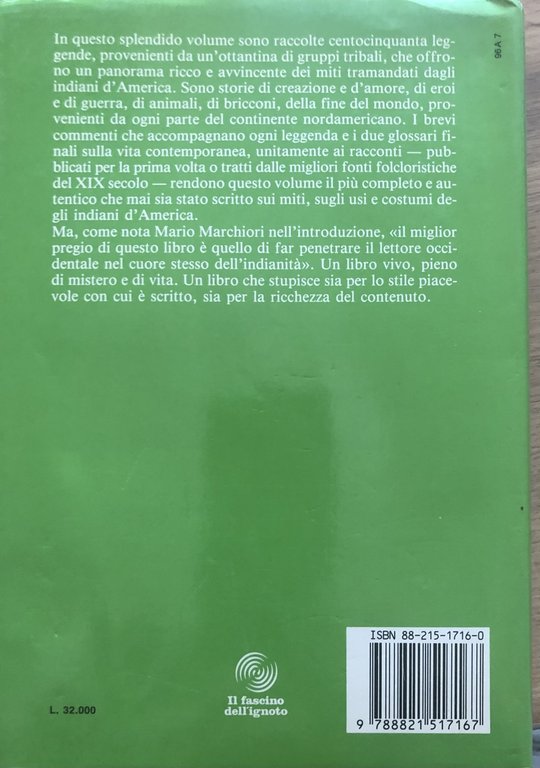 In questo splendido volume sono raccolte centocinquanta leg-
gende, provenienti da un'ottantina di gruppi tribali, che offro-
no un panorama ricco e avvincente dei miti tramandati dagli
indiani d'America. Sono storie di creazione e d'amore, di eroi
e di guerra, di animali, di bricconi, della fine del mondo, pro-
venienti da ogni parte del continente nordamericano. I brevi
commenti che accompagnano ogni leggenda e i due glossari fi-
nali sulla vita contemporanea, unitamente ai racconti — pub-
blicati per la prima volta o tratti dalle migliori fonti folcloristiche
del XIX secolo — rendono questo volume il più completo e au-
tentico che mai sia stato scritto sui miti, sugli usi e costumi de-
gli indiani d'America.
Ma, come nota Mario Marchiori nell'introduzione, «il miglior
pregio di questo libro è quello di far penetrare il lettore occi-
dentale nel cuore stesso dell'indianità». Un libro vivo, pieno
di mistero e di vita. Un libro che stupisce sia per lo stile piace-
vole con cui è scritto, sia per la ricchezza del contenuto.
96 A 7
L. 32.000
Il fascino
dell'ignoto
ISBN 88-215-1716-0
9 788821 517167